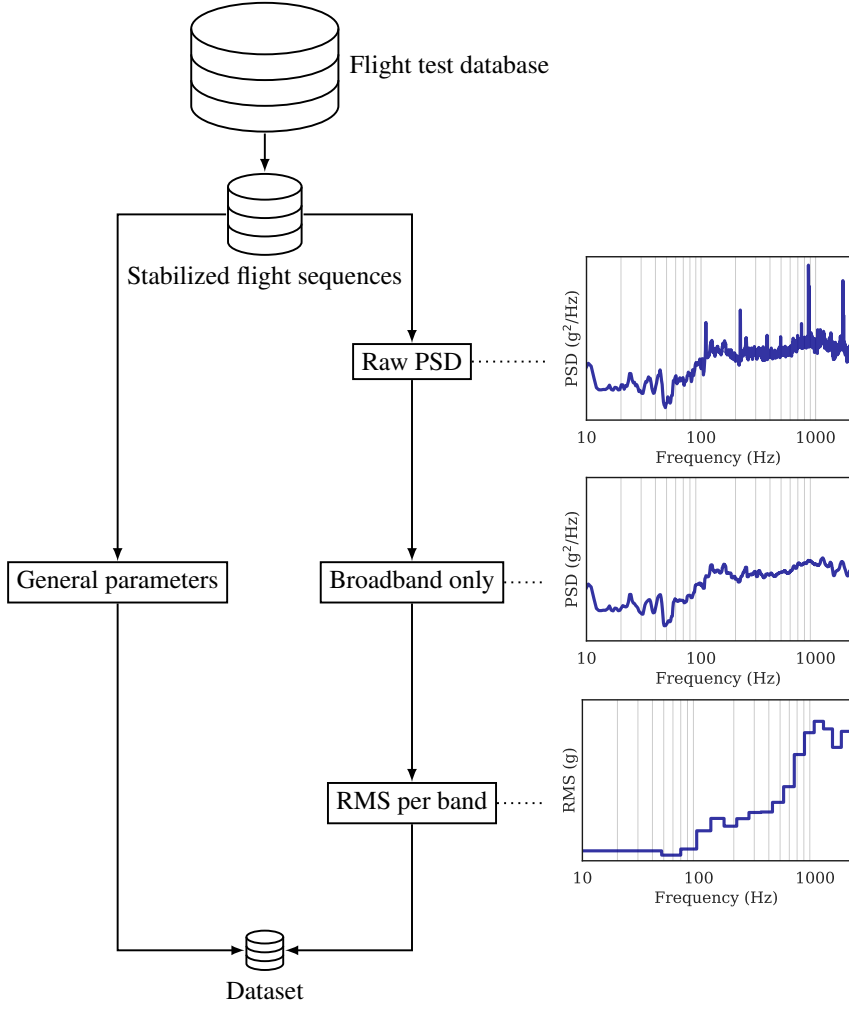 Flight test database
Stabilized flight sequences
Raw PSD
PSD (g²/Hz)
10 100 1000
Frequency (Hz)
General parameters
Broadband only
PSD (g²/Hz)
10 100 1000
Frequency (Hz)
RMS per band
RMS (g)
10 100 1000
Frequency (Hz)
Dataset